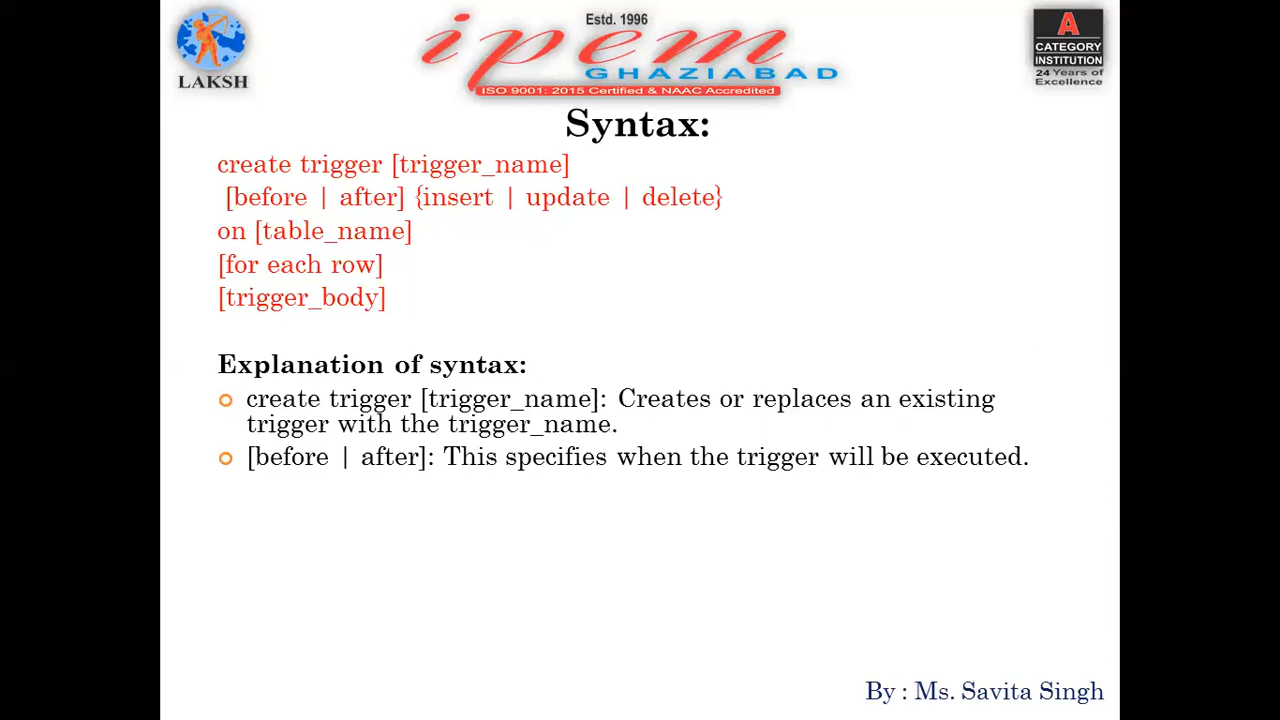 Estd. 1996
ipem
GHAZIABAD
ISO 9001: 2015 Certified & NAAC Accredited
LAKSH
A
CATEGORY
INSTITUTION
24 Years of
Excellence
Syntax:
create trigger [trigger_name]
[before | after] {insert | update | delete}
on [table_name]
[for each row]
[trigger_body]
Explanation of syntax:
create trigger [trigger_name]: Creates or replaces an existing
trigger with the trigger_name.
[before | after]: This specifies when the trigger will be executed.
By : Ms. Savita Singh